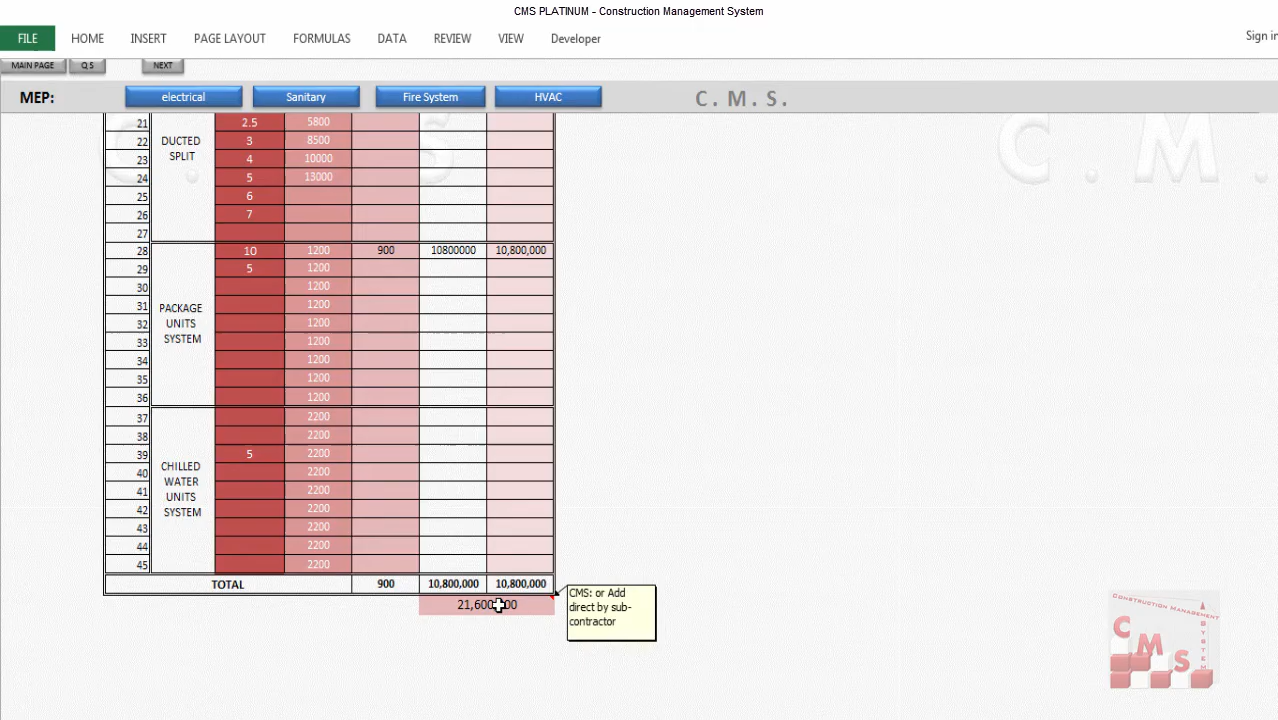 CMS PLATINUM - Construction Management System
FILE HOME INSERT PAGE LAYOUT FORMULAS DATA REVIEW VIEW Developer Sign in
MAIN PAGE Q S NEXT
MEP: electrical Sanitary Fire System HVAC C . M . S .
21 2.5 5800
22 3 8500
DUCTED
SPLIT
23 4 10000
24 5 13000
25 6
26 7
27
28 10 1200 900 10800000 10,800,000
29 5 1200
30 1200
31 1200
PACKAGE
UNITS
SYSTEM
32 1200
33 1200
34 1200
35 1200
36 1200
37 2200
38 2200
39 5 2200
CHILLED
WATER
UNITS
SYSTEM
40 2200
41 2200
42 2200
43 2200
44 2200
45 2200
TOTAL 900 10,800,000 10,800,000
CMS: or Add
direct by sub-
contractor
C . M .
CONSTRUCTION MANAGEMENT
SYSTEM
C M S